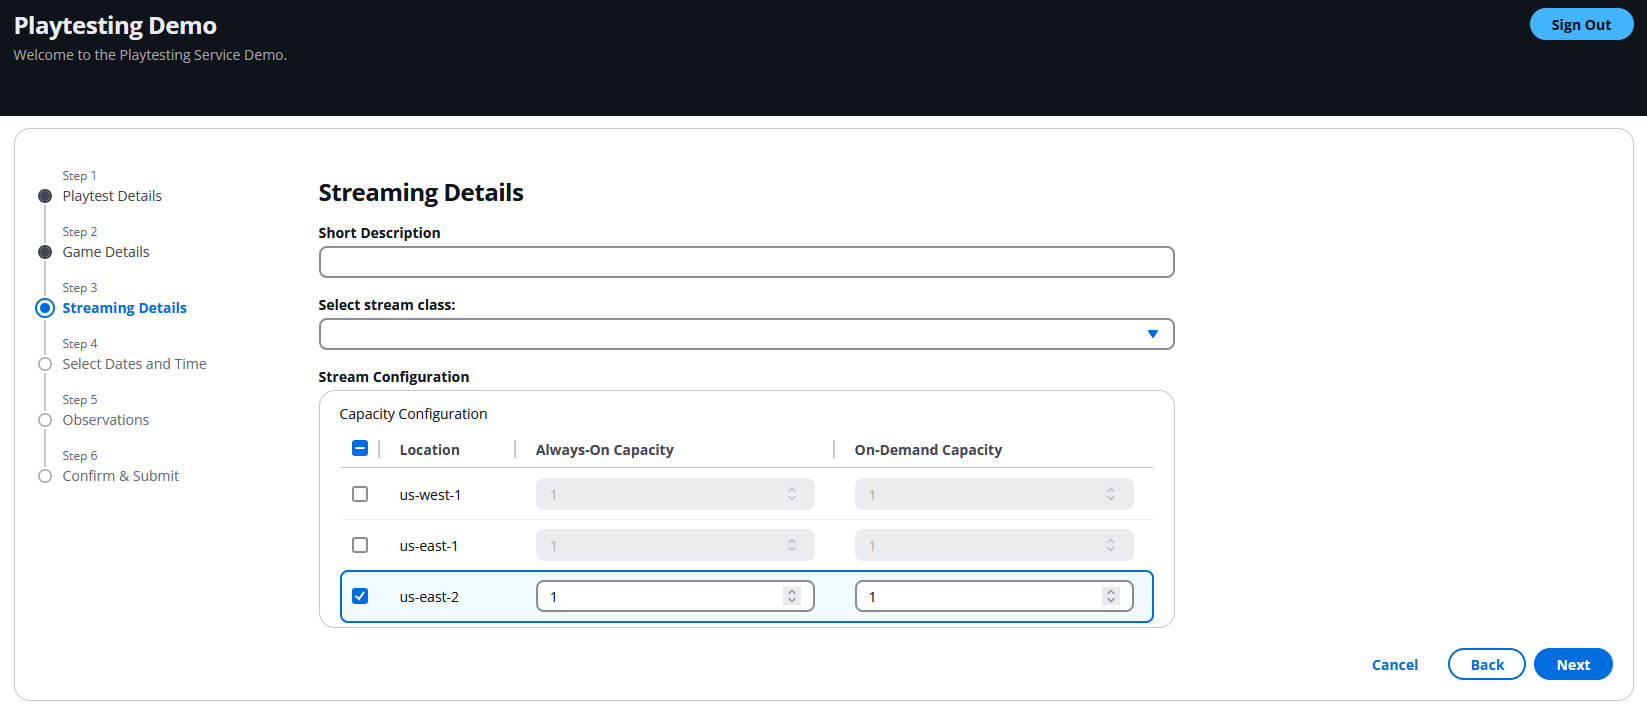 Playtesting Demo
Sign Out
Welcome to the Playtesting Service Demo.
Step 1
Playtest Details
Step 2
Game Details
Step 3
Streaming Details
Step 4
Select Dates and Time
Step 5
Observations
Step 6
Confirm & Submit
Streaming Details
Short Description
Select stream class:
Stream Configuration
Capacity Configuration
Location Always-On Capacity On-Demand Capacity
us-west-1 1 1
us-east-1 1 1
us-east-2 1 1
Cancel Back Next